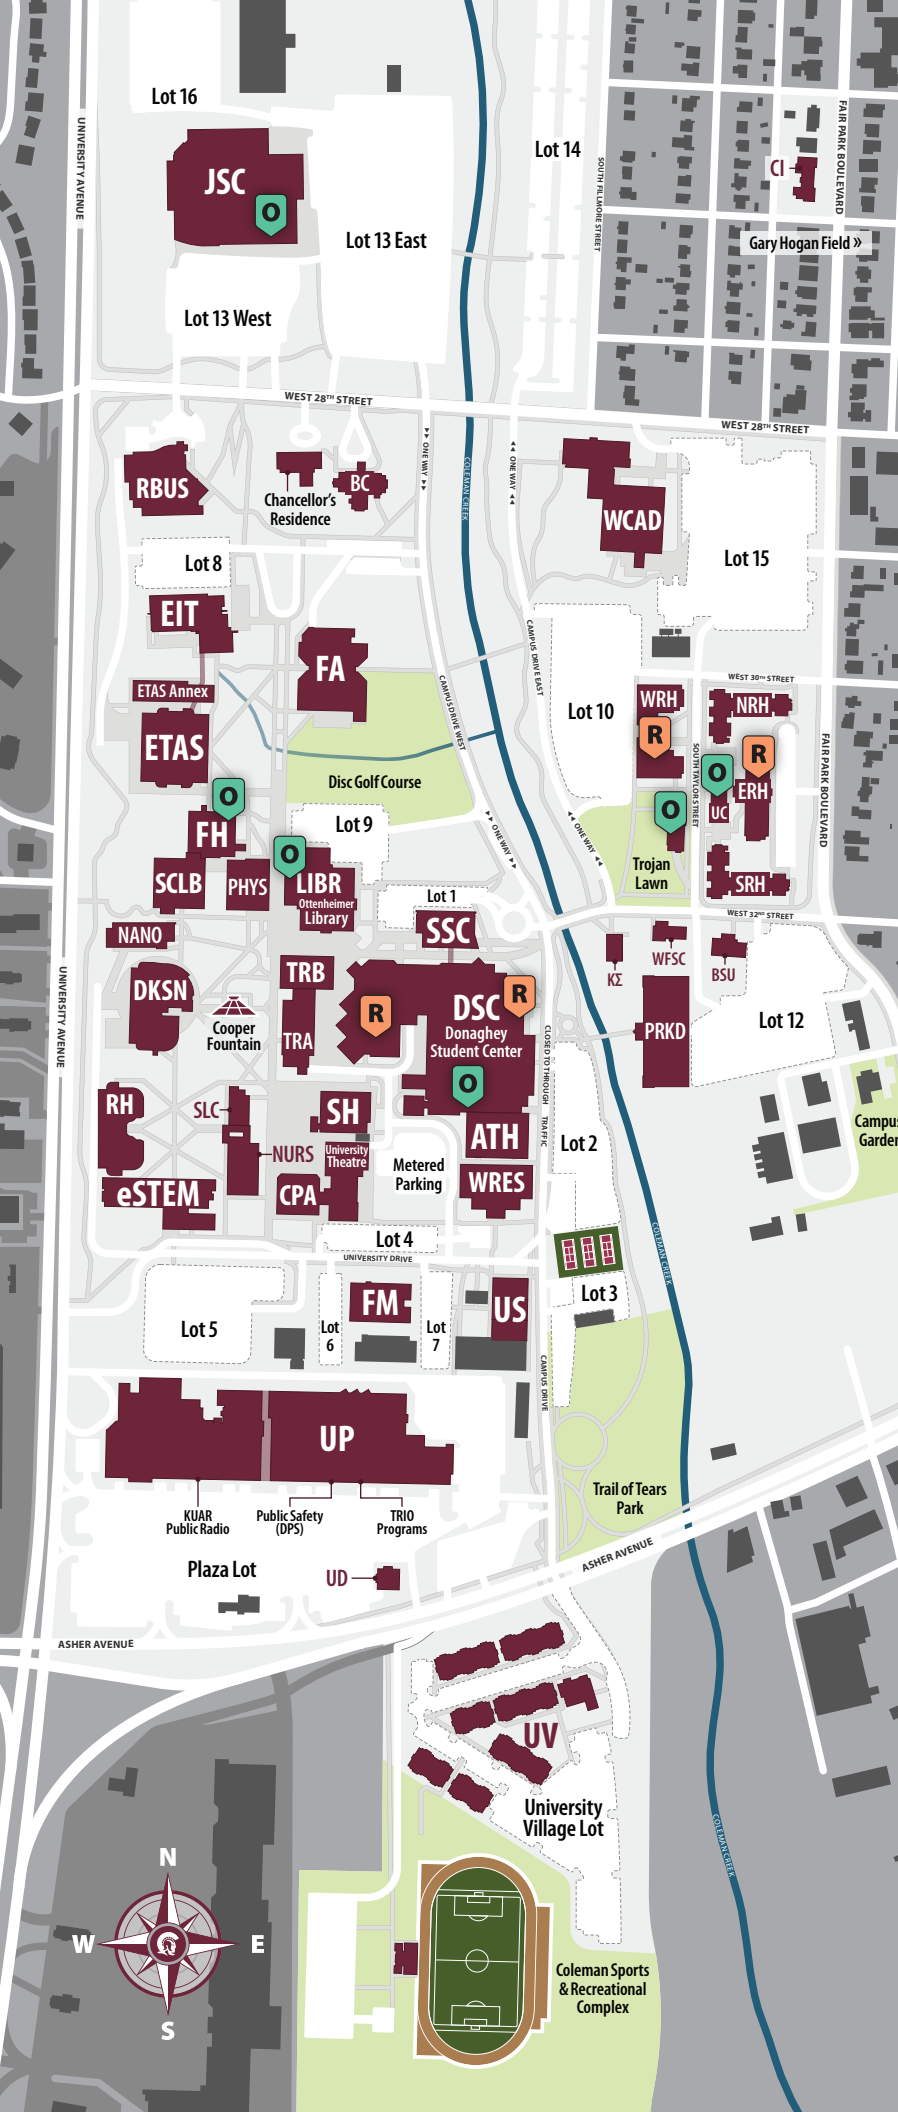 Lot 16
UNIVERSITY AVENUE
JSC
O
Lot 13 East
Lot 13 West
Lot 14
SOUTH FILLMORE STREET
FAIR PARK BOULEVARD
CI
Gary Hogan Field »
WEST 28TH STREET
WEST 28TH STREET
RBUS
Chancellor's
Residence
BC
ONE WAY
COLEMAN CREEK
ONE WAY
WCAD
Lot 15
Lot 8
EIT
FA
ETAS Annex
ETAS
CAMPUS DRIVE WEST
CAMPUS DRIVE EAST
Lot 10
WEST 30TH STREET
WRH
R
NRH
R
O
ERH
UC
SOUTH TAYLOR STREET
FAIR PARK BOULEVARD
O
Trojan
Lawn
SRH
WEST 32ND STREET
Disc Golf Course
O
FH
Lot 9
ONE WAY
ONE WAY
O
SCLB
PHYS
LIBR
Ottenheimer
Library
Lot 1
SSC
NANO
DKSN
TRB
TRA
Cooper
Fountain
R
R
DSC
Donaghey
Student Center
O
KΣ
WFSC
BSU
PRKD
Lot 12
UNIVERSITY AVENUE
CLOSED TO THROUGH TRAFFIC
RH
SLC
NURS
SH
University
Theatre
CPA
ATH
WRES
Metered
Parking
Lot 2
Campus
Garden
eSTEM
Lot 4
UNIVERSITY DRIVE
COLEMAN CREEK
Lot 5
Lot
6
FM
Lot
7
US
Lot 3
CAMPUS DRIVE
UP
KUAR
Public Radio
Public Safety
(DPS)
TRIO
Programs
Trail of Tears
Park
Plaza Lot
UD
ASHER AVENUE
ASHER AVENUE
UV
University
Village Lot
COLEMAN CREEK
N
W
E
S
Coleman Sports
& Recreational
Complex